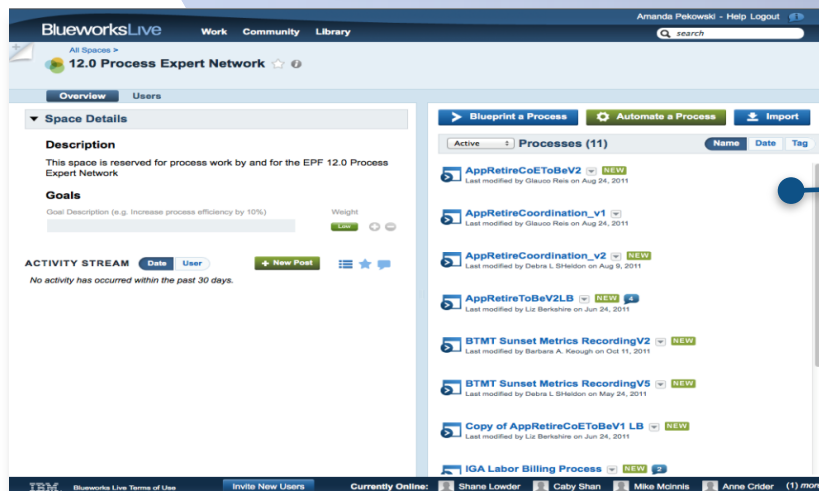 Amanda Pekowski - Help Logout
BlueworksLive Work Community Library search
All Spaces >
12.0 Process Expert Network
Overview Users
Space Details
Description
This space is reserved for process work by and for the EPF 12.0 Process
Expert Network
Goals
Goal Description (e.g. Increase process efficiency by 10%) Weight
Low
ACTIVITY STREAM Date User + New Post
No activity has occurred within the past 30 days.
Blueprint a Process Automate a Process Import
Active Processes (11) Name Date Tag
AppRetireCoEToBeV2 NEW
Last modified by Glauco Reis on Aug 24, 2011
AppRetireCoordination_v1
Last modified by Glauco Reis on Aug 24, 2011
AppRetireCoordination_v2 NEW
Last modified by Debra L SHeldon on Aug 9, 2011
AppRetireToBeV2LB NEW 4
Last modified by Liz Berkshire on Jun 24, 2011
BTMT Sunset Metrics RecordingV2 NEW
Last modified by Barbara A. Keough on Oct 11, 2011
BTMT Sunset Metrics RecordingV5 NEW
Last modified by Debra L SHeldon on May 24, 2011
Copy of AppRetireCoEToBeV1 LB NEW
Last modified by Liz Berkshire on Jun 24, 2011
IGA Labor Billing Process NEW 2
IBM. Blueworks Live Terms of Use Invite New Users Currently Online: Shane Lowder Caby Shan Mike Mcinnis Anne Crider (1) mor